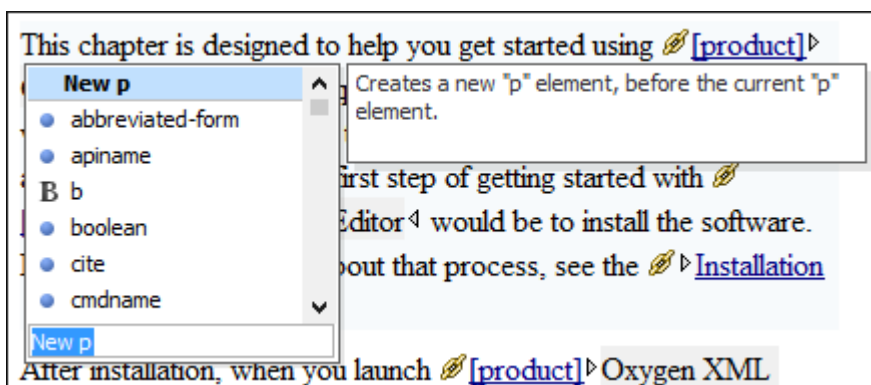 This chapter is designed to help you get started using [product]
New p
abbreviated-form
apiname
B b
boolean
cite
cmdname
New p
Creates a new "p" element, before the current "p"
element.
first step of getting started with
Editor would be to install the software.
about that process, see the Installation
After installation, when you launch [product] Oxygen XML